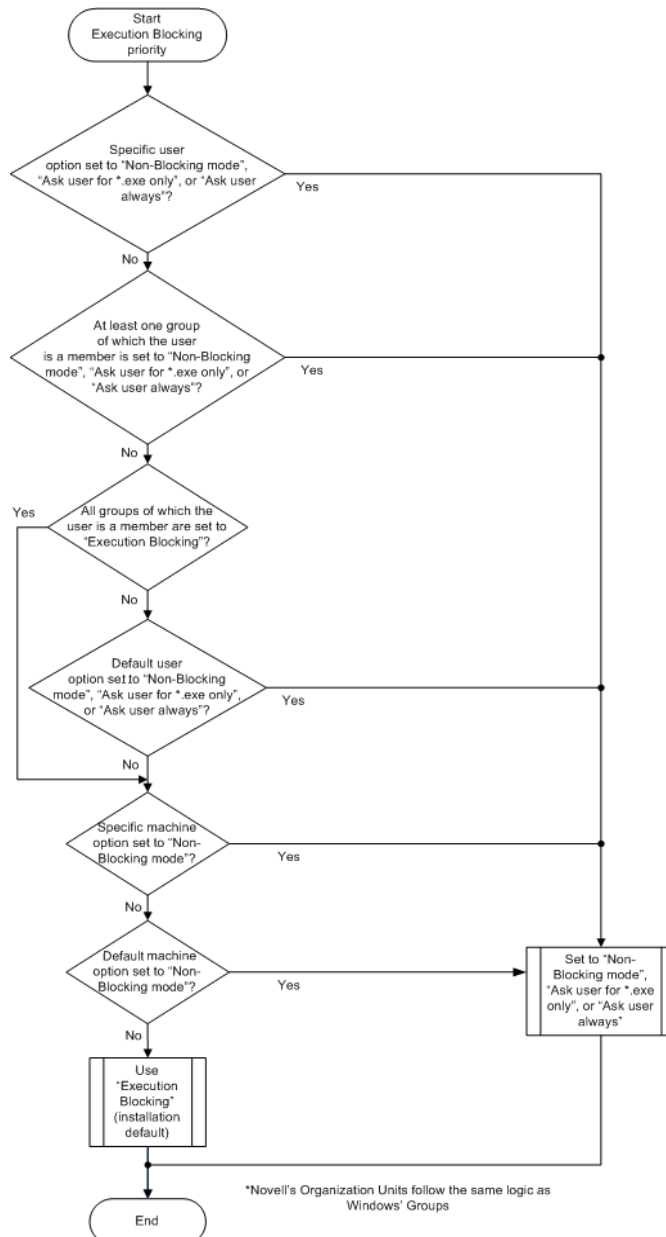 Start
Execution Blocking
priority
Specific user
option set to “Non-Blocking mode”,
“Ask user for *.exe only”, or “Ask user
always”?
Yes
No
At least one group
of which the user
is a member is set to “Non-Blocking
mode”, “Ask user for *.exe only”, or
“Ask user always”?
Yes
No
Yes
All groups of which the
user is a member are set to
“Execution Blocking”?
No
Default user
option set to “Non-Blocking
mode”, “Ask user for *.exe only”,
or “Ask user always”?
Yes
No
Specific machine
option set to “Non-
Blocking mode”?
Yes
No
Default machine
option set to “Non-
Blocking mode”?
Yes
Set to “Non-
Blocking mode”,
“Ask user for *.exe
only”, or “Ask user
always”
No
Use
“Execution
Blocking”
(installation
default)
*Novell’s Organization Units follow the same logic as
Windows’ Groups
End